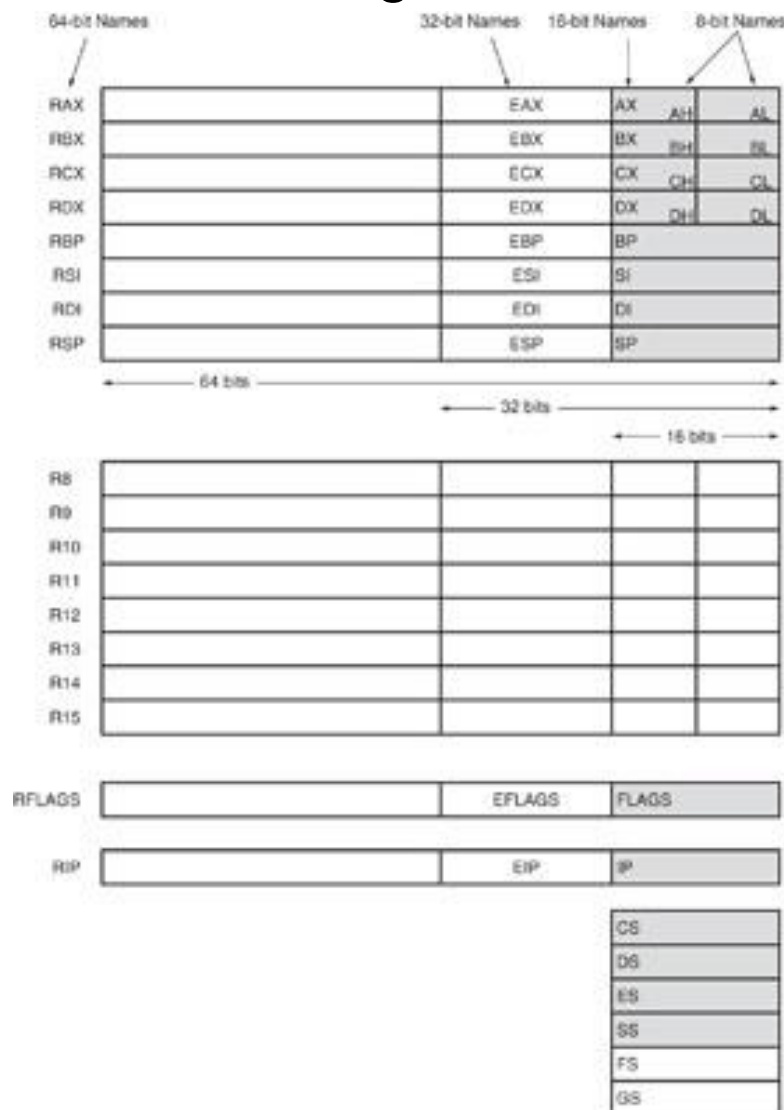 64-bit Names 32-bit Names 16-bit Names 8-bit Names
RAX EAX AX AH AL
RBX EBX BX BH BL
RCX ECX CX CH CL
RDX EDX DX DH DL
RBP EBP BP
RSI ESI SI
RDI EDI DI
RSP ESP SP
64 bits
32 bits
16 bits
R8
R9
R10
R11
R12
R13
R14
R15
RFLAGS EFLAGS FLAGS
RIP EIP IP
CS
DS
ES
SS
FS
GS